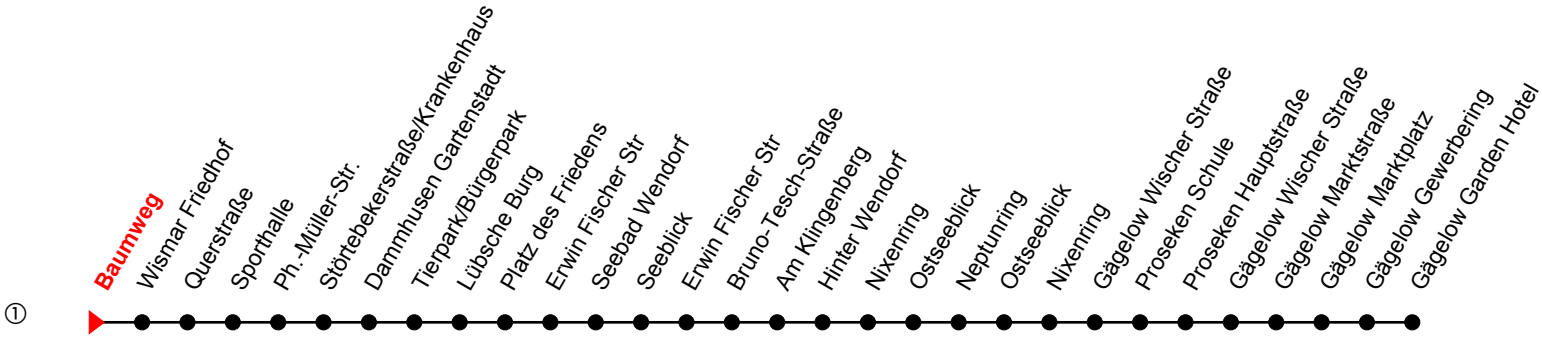 Baumweg
Wismar Friedhof
Querstraße
Sporthalle
Ph.-Müller-Str.
Störtebekerstraße/Krankenhaus
Dammhusen Gartenstadt
Tierpark/Bürgerpark
Lübsche Burg
Platz des Friedens
Erwin Fischer Str
Seebad Wendorf
Seeblick
Erwin Fischer Str
Bruno-Tesch-Straße
Am Klingenberg
Hinter Wendorf
Nixenring
Ostseeblick
Neptunring
Ostseeblick
Nixenring
Gägelow Wischer Straße
Proseken Schule
Proseken Hauptstraße
Gägelow Wischer Straße
Gägelow Marktstraße
Gägelow Marktplatz
Gägelow Gewerbering
Gägelow Garden Hotel
①